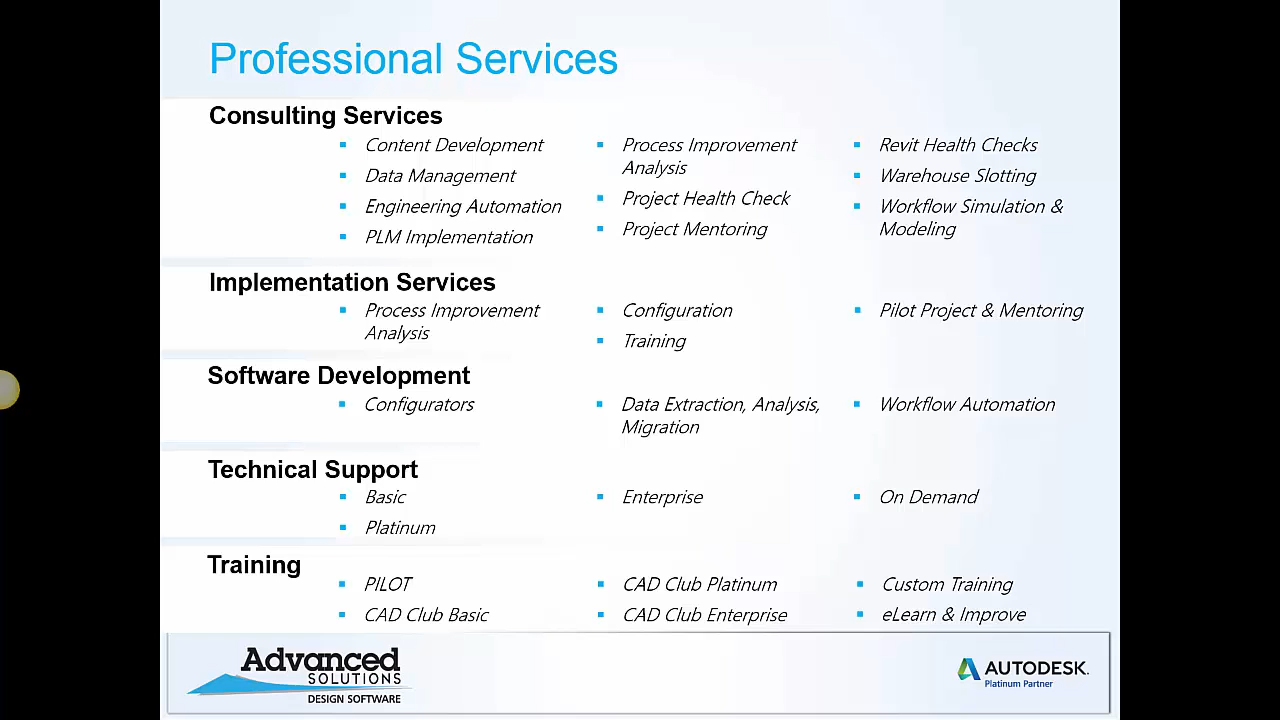 Professional Services
Consulting Services
Content Development
Data Management
Engineering Automation
PLM Implementation
Process Improvement
Analysis
Project Health Check
Project Mentoring
Revit Health Checks
Warehouse Slotting
Workflow Simulation &
Modeling
Implementation Services
Process Improvement
Analysis
Configuration
Training
Pilot Project & Mentoring
Software Development
Configurators
Data Extraction, Analysis,
Migration
Workflow Automation
Technical Support
Basic
Platinum
Enterprise
On Demand
Training
PILOT
CAD Club Basic
CAD Club Platinum
CAD Club Enterprise
Custom Training
eLearn & Improve
Advanced
SOLUTIONS
DESIGN SOFTWARE
AUTODESK.
Platinum Partner